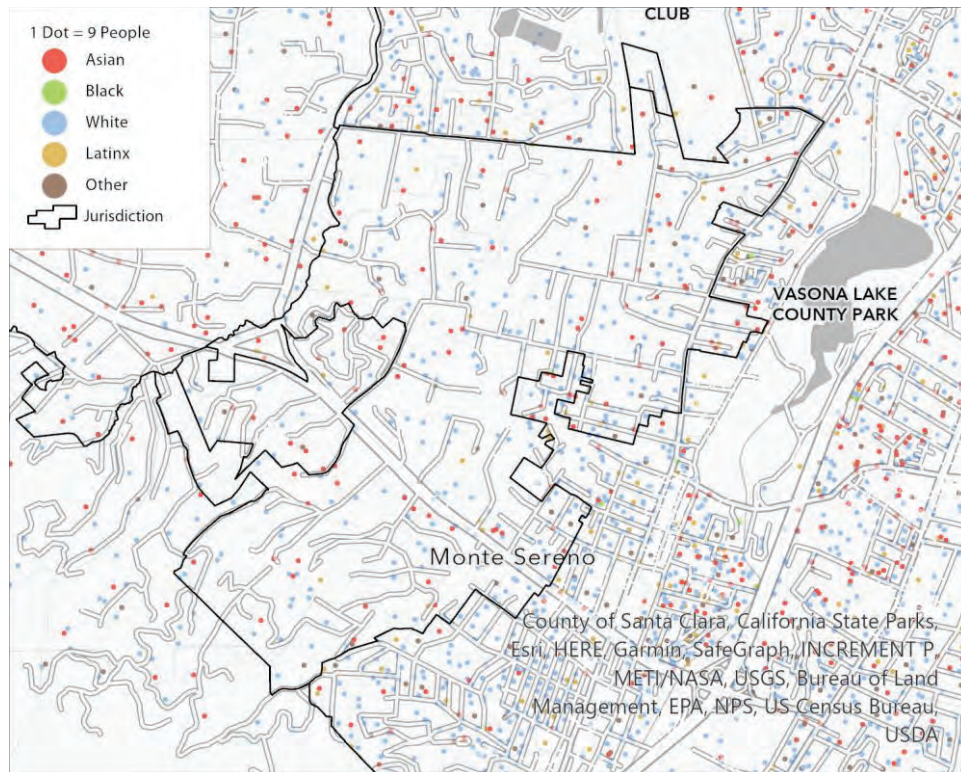 CLUB
1 Dot = 9 People
Asian
Black
White
Latinx
Other
Jurisdiction
VASONA LAKE
COUNTY PARK
Monte Sereno
County of Santa Clara, California State Parks,
Esri, HERE, Garmin, SafeGraph, INCREMENT P,
METI/NASA, USGS, Bureau of Land
Management, EPA, NPS, US Census Bureau,
USDA